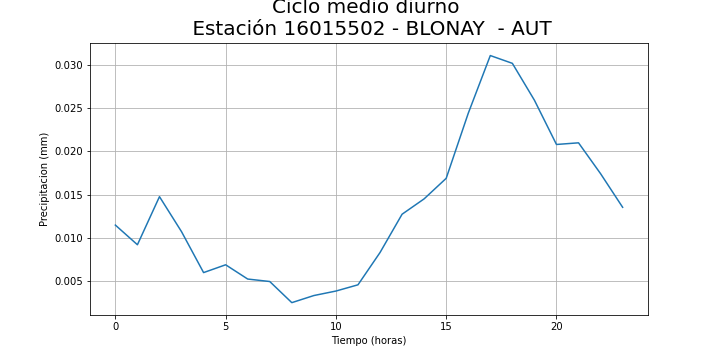 Ciclo medio diurno
Estación 16015502 - BLONAY  - AUT
0.030
0.025
0.020
0.015
0.010
0.005
Precipitacion (mm)
0 5 10 15 20
Tiempo (horas)